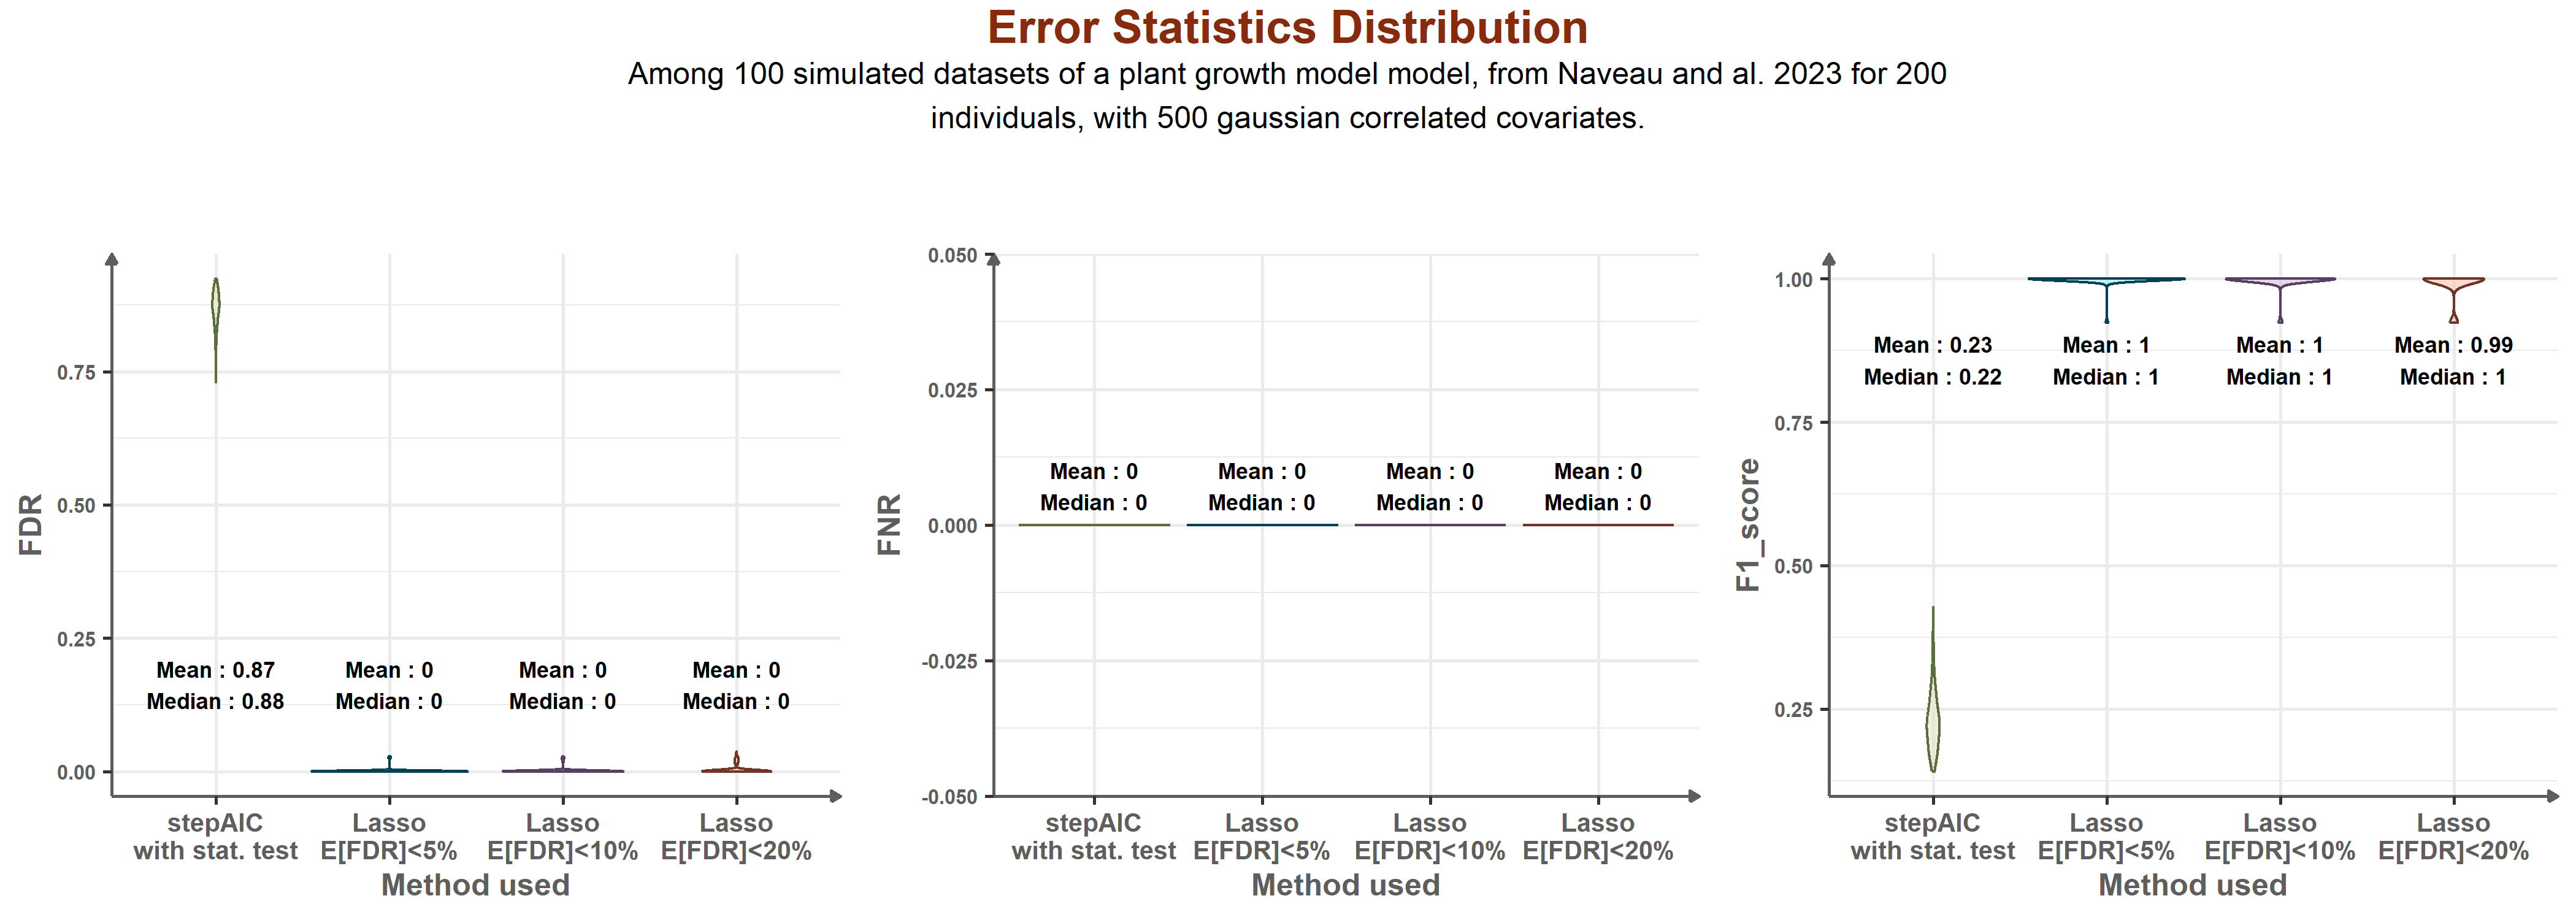 Error Statistics Distribution
Among 100 simulated datasets of a plant growth model model, from Naveau and al. 2023 for 200
individuals, with 500 gaussian correlated covariates.
FDR
0.75
0.50
0.25
0.00
Mean : 0.87
Median : 0.88
Mean : 0
Median : 0
Mean : 0
Median : 0
Mean : 0
Median : 0
stepAIC
with stat. test
Lasso
E[FDR]<5%
Lasso
E[FDR]<10%
Lasso
E[FDR]<20%
Method used
FNR
0.050
0.025
0.000
-0.025
-0.050
Mean : 0
Median : 0
Mean : 0
Median : 0
Mean : 0
Median : 0
Mean : 0
Median : 0
stepAIC
with stat. test
Lasso
E[FDR]<5%
Lasso
E[FDR]<10%
Lasso
E[FDR]<20%
Method used
F1_score
1.00
0.75
0.50
0.25
Mean : 0.23
Median : 0.22
Mean : 1
Median : 1
Mean : 1
Median : 1
Mean : 0.99
Median : 1
stepAIC
with stat. test
Lasso
E[FDR]<5%
Lasso
E[FDR]<10%
Lasso
E[FDR]<20%
Method used